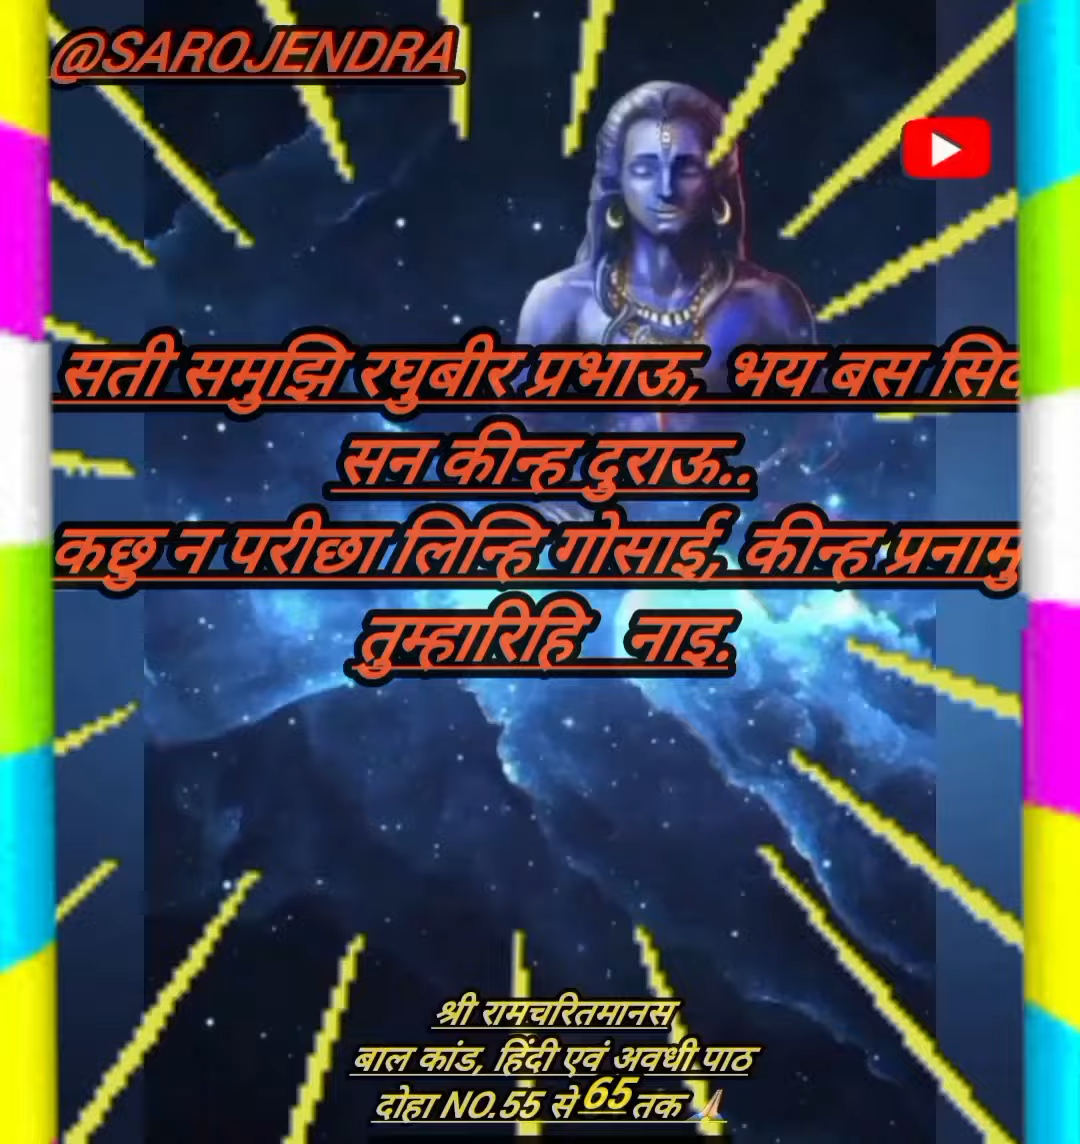 @SAROJENDRA
सती समुझि रघुबीर प्रभाऊ, भय बस
सन कीन्ह दुराऊ..
कछु न परीछा लिन्हि गोसाई, कीन्ह प्रनामु
तुम्हारिहि नाइ.
श्री रामचरितमानस
बाल कांड, हिंदी एवं अवधी पाठ
दोहा NO.55 से 65 तक 🙏